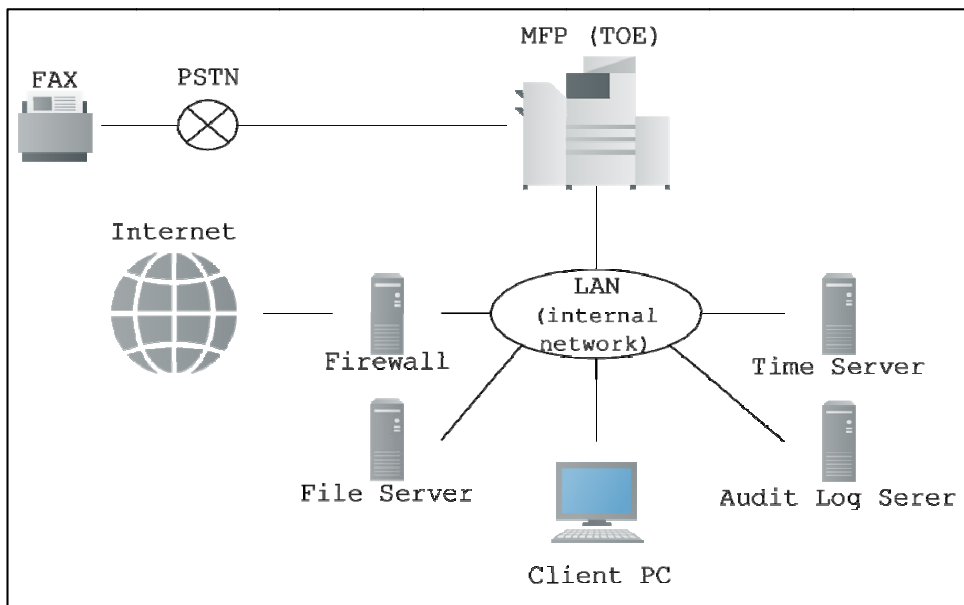 MFP (TOE)
FAX
PSTN
Internet
LAN
(internal
network)
Firewall
Time Server
File Server
Audit Log Serer
Client PC